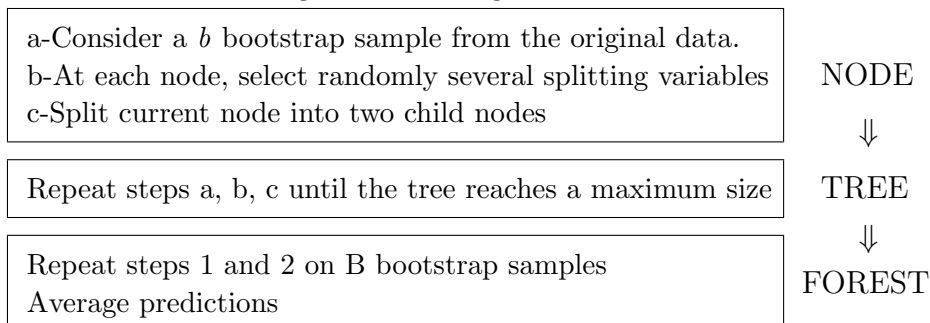 a-Consider a b bootstrap sample from the original data.
b-At each node, select randomly several splitting variables
c-Split current node into two child nodes
NODE
⇓
Repeat steps a, b, c until the tree reaches a maximum size
TREE
⇓
Repeat steps 1 and 2 on B bootstrap samples
Average predictions
FOREST